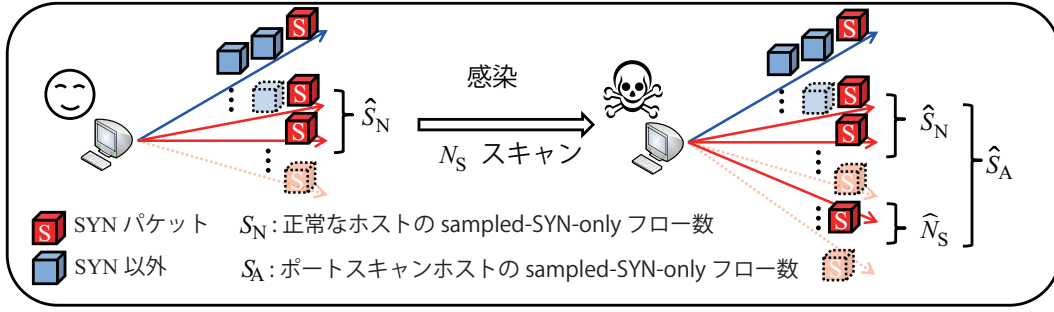 S
S
S
S
⋮
Ŝ_N
感染
N_S スキャン
S
S
S
S
S
S
⋮
Ŝ_N
N̂_S
Ŝ_A
S SYN パケット
S_N : 正常なホストの sampled-SYN-only フロー数
SYN 以外
S_A : ポートスキャンホストの sampled-SYN-only フロー数